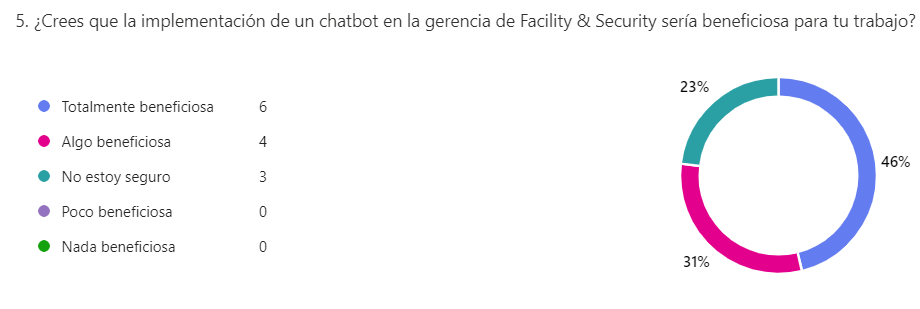 5. ¿Crees que la implementación de un chatbot en la gerencia de Facility & Security sería beneficiosa para tu trabajo?
Totalmente beneficiosa 6
Algo beneficiosa 4
No estoy seguro 3
Poco beneficiosa 0
Nada beneficiosa 0
23%
46%
31%